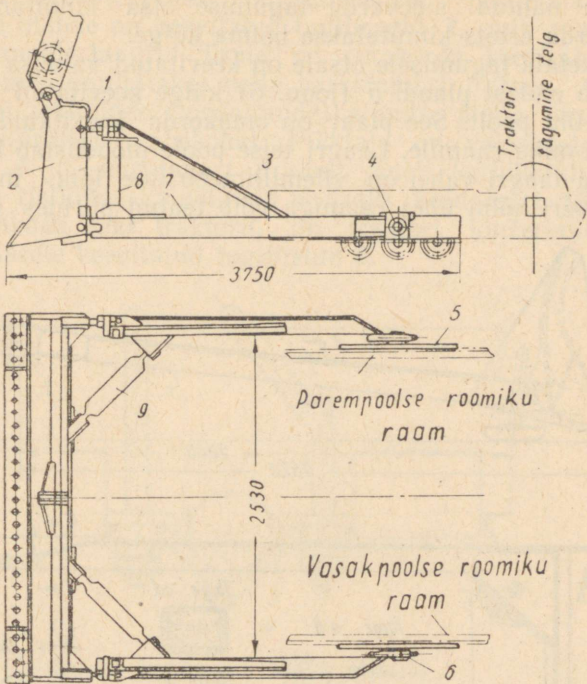 Traktori
tagumine telg
1
2
3
4
8
7
3750
5
Parempoolse roomiku
raam
9
2530
Vasakpoolse roomiku
raam
6